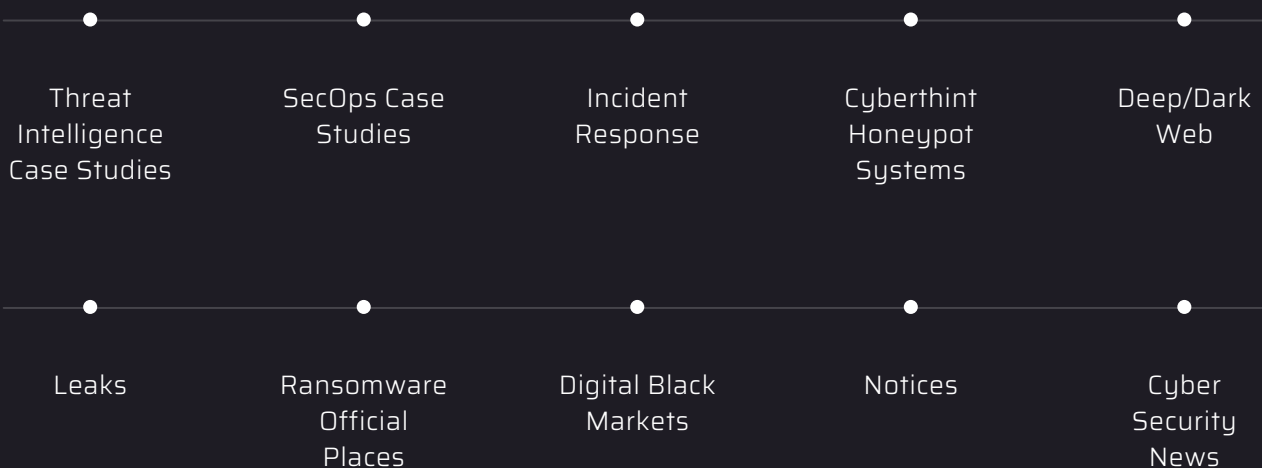 Threat
Intelligence
Case Studies
SecOps Case
Studies
Incident
Response
Cyberthint
Honeypot
Systems
Deep/Dark
Web
Leaks
Ransomware
Official
Places
Digital Black
Markets
Notices
Cyber
Security
News